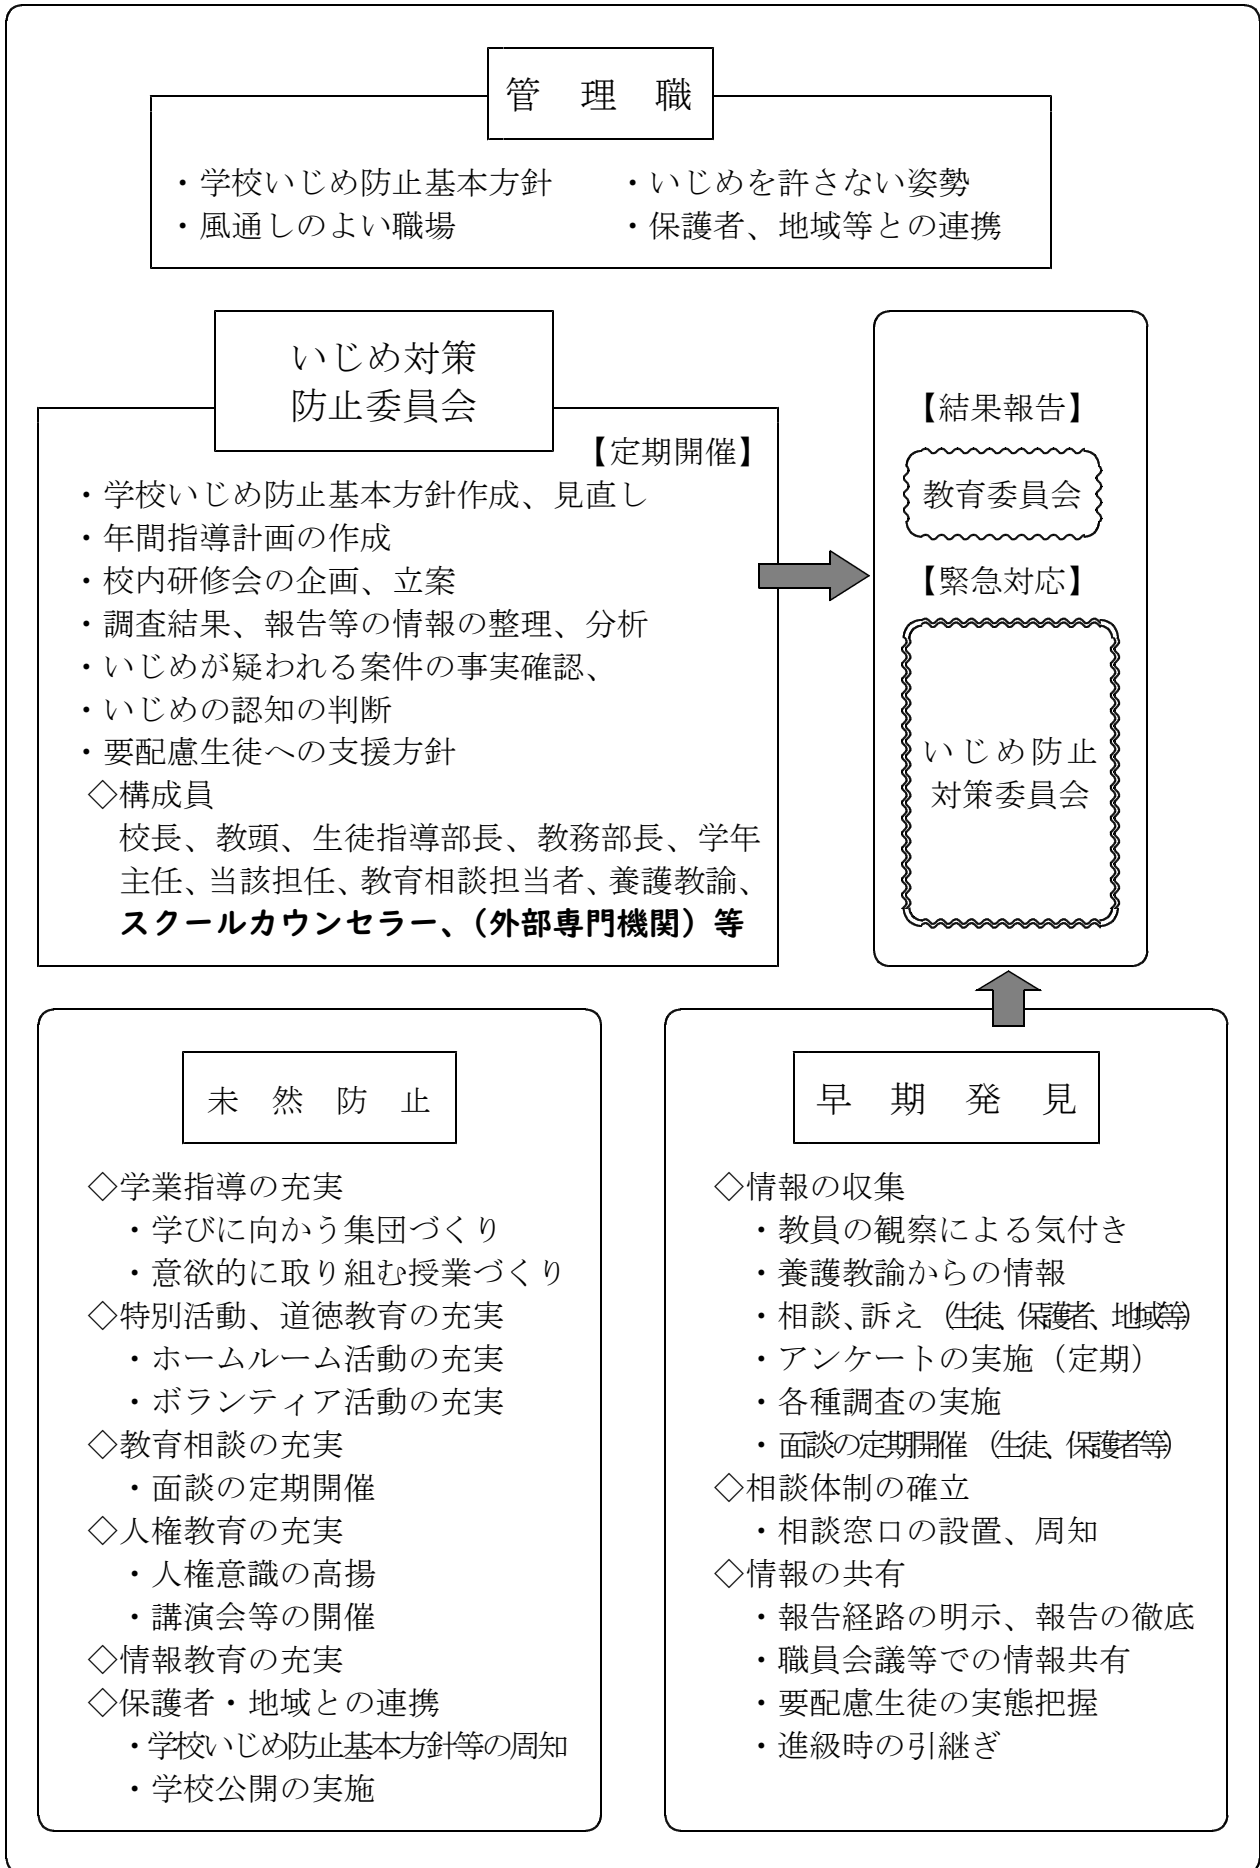 管　理　職
・学校いじめ防止基本方針　・いじめを許さない姿勢
・風通しのよい職場　・保護者、地域等との連携
いじめ対策
防止委員会
【定期開催】
・学校いじめ防止基本方針作成、見直し
・年間指導計画の作成
・校内研修会の企画、立案
・調査結果、報告等の情報の整理、分析
・いじめが疑われる案件の事実確認、
・いじめの認知の判断
・要配慮生徒への支援方針
◇構成員
校長、教頭、生徒指導部長、教務部長、学年
主任、当該担任、教育相談担当者、養護教諭、
スクールカウンセラー、（外部専門機関）等
【結果報告】
教育委員会
【緊急対応】
いじめ防止
対策委員会
未　然　防　止
◇学業指導の充実
・学びに向かう集団づくり
・意欲的に取り組む授業づくり
◇特別活動、道徳教育の充実
・ホームルーム活動の充実
・ボランティア活動の充実
◇教育相談の充実
・面談の定期開催
◇人権教育の充実
・人権意識の高揚
・講演会等の開催
◇情報教育の充実
◇保護者・地域との連携
・学校いじめ防止基本方針等の周知
・学校公開の実施
早　期　発　見
◇情報の収集
・教員の観察による気付き
・養護教諭からの情報
・相談、訴え（生徒、保護者、地域等）
・アンケートの実施（定期）
・各種調査の実施
・面談の定期開催（生徒、保護者等）
◇相談体制の確立
・相談窓口の設置、周知
◇情報の共有
・報告経路の明示、報告の徹底
・職員会議等での情報共有
・要配慮生徒の実態把握
・進級時の引継ぎ